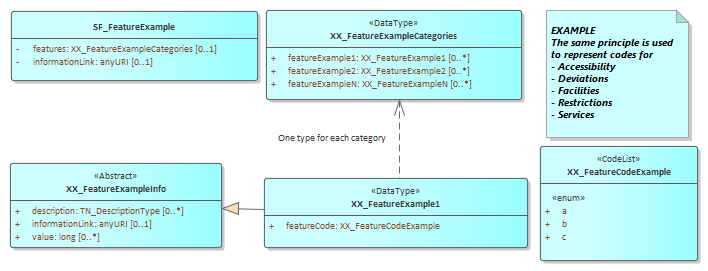 SF_FeatureExample
- features: XX_FeatureExampleCategories [0..1]
- informationLink: anyURI [0..1]
«DataType»
XX_FeatureExampleCategories
+ featureExample1: XX_FeatureExample1 [0..*]
+ featureExample2: XX_FeatureExample2 [0..*]
+ featureExampleN: XX_FeatureExampleN [0..*]
EXAMPLE
The same principle is used
to represent codes for
- Accessibility
- Deviations
- Facilities
- Restrictions
- Services
One type for each category
«Abstract»
XX_FeatureExampleInfo
+ description: TN_DescriptionType [0..*]
+ informationLink: anyURI [0..1]
+ value: long [0..*]
«DataType»
XX_FeatureExample1
+ featureCode: XX_FeatureCodeExample
«CodeList»
XX_FeatureCodeExample
«enum»
+ a
+ b
+ c